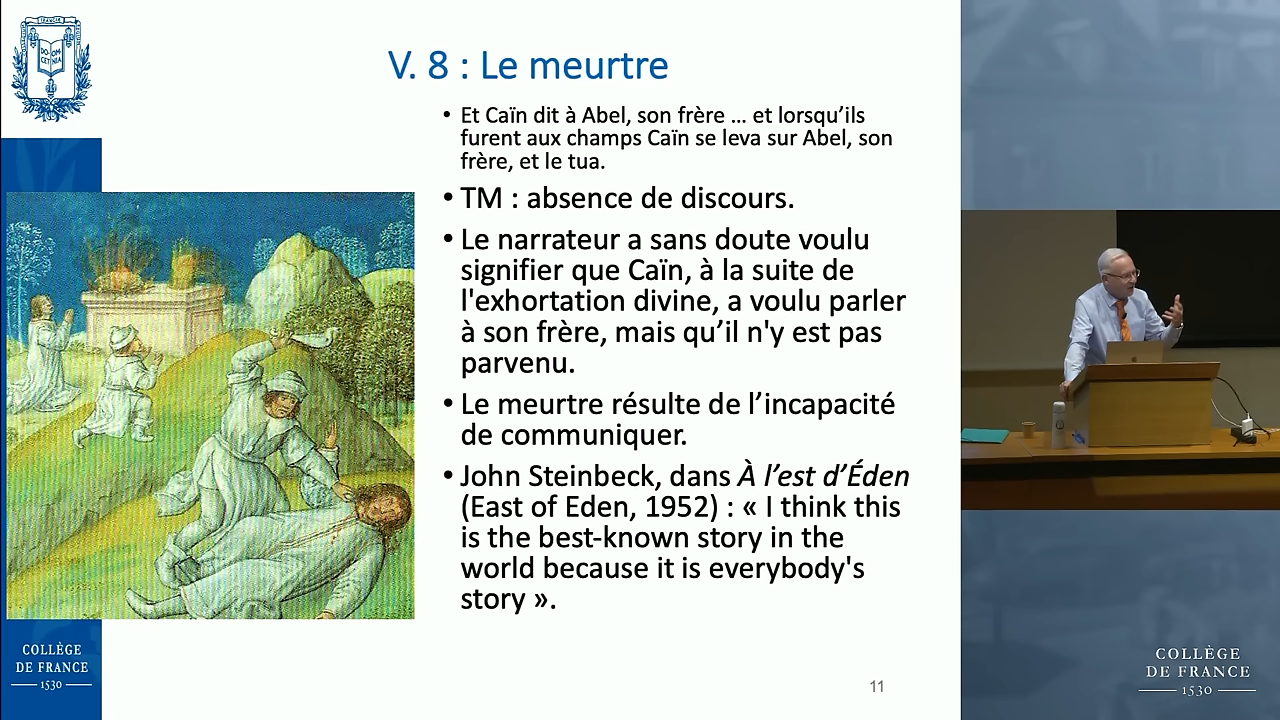 V. 8 : Le meurtre
• Et Caïn dit à Abel, son frère ... et lorsqu’ils
furent aux champs Caïn se leva sur Abel, son
frère, et le tua.
• TM : absence de discours.
• Le narrateur a sans doute voulu
signifier que Caïn, à la suite de
l'exhortation divine, a voulu parler
à son frère, mais qu’il n'y est pas
parvenu.
• Le meurtre résulte de l’incapacité
de communiquer.
• John Steinbeck, dans À l’est d’Éden
(East of Eden, 1952) : « I think this
is the best-known story in the
world because it is everybody's
story ».
11
COLLÈGE
DE FRANCE
1530
COLLÈGE
DE FRANCE
1530